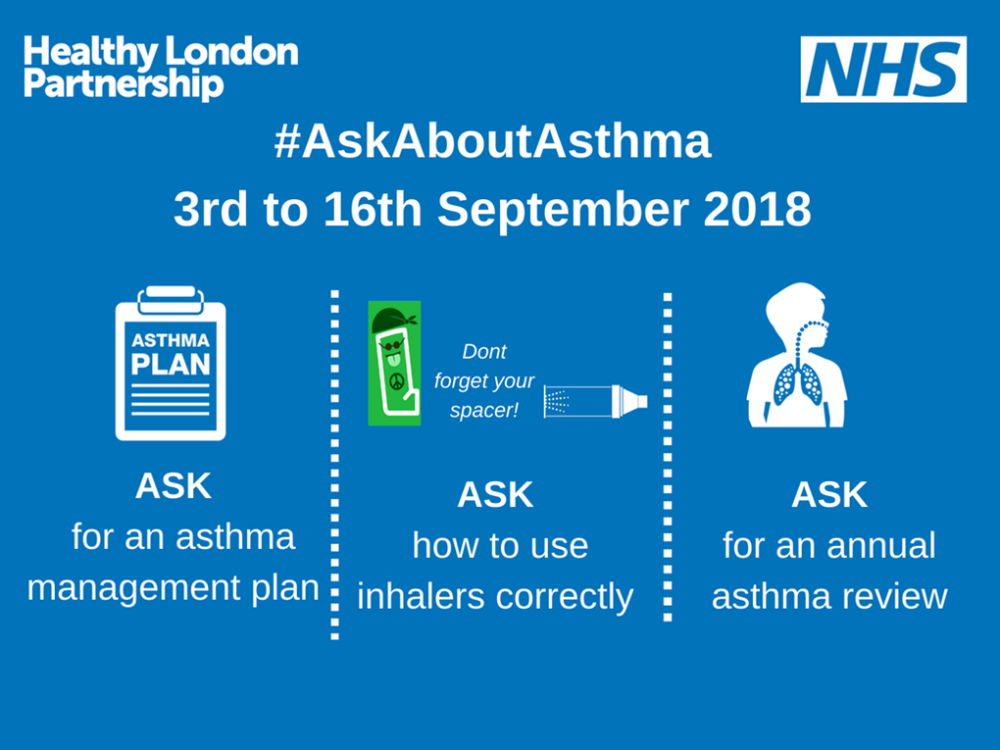 Healthy London
Partnership
NHS
#AskAboutAsthma
3rd to 16th September 2018
ASTHMA
PLAN
ASK
for an asthma
management plan
Dont
forget your
spacer!
ASK
how to use
inhalers correctly
ASK
for an annual
asthma review